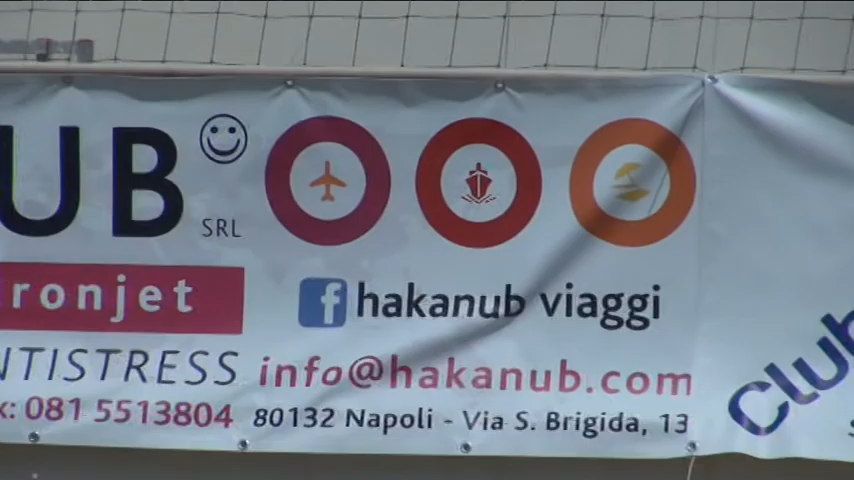 UB SRL
ronjet
f hakanub viaggi
NTISTRESS info@hakanub.com
x: 081 5513804 80132 Napoli - Via S. Brigida, 13
Club